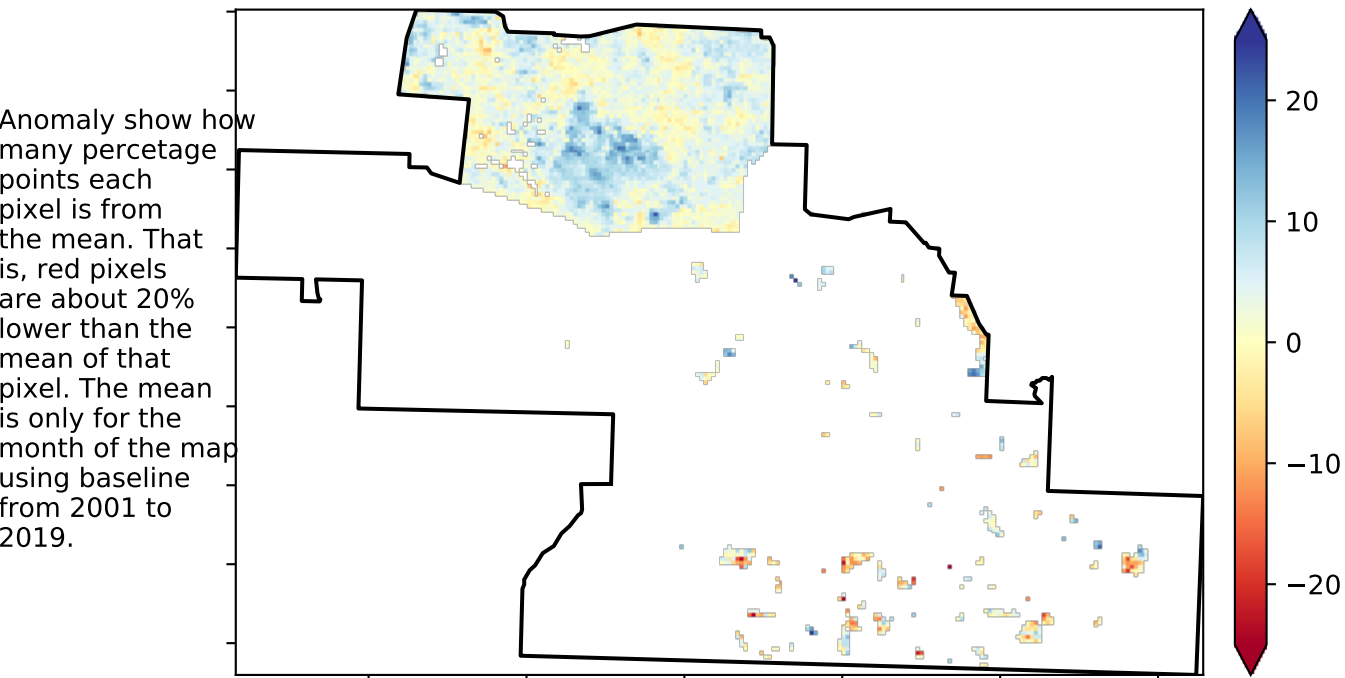 Anomaly show how
many percetage
points each
pixel is from
the mean. That
is, red pixels
are about 20%
lower than the
mean of that
pixel. The mean
is only for the
month of the map
using baseline
from 2001 to
2019.
20
10
0
−10
−20